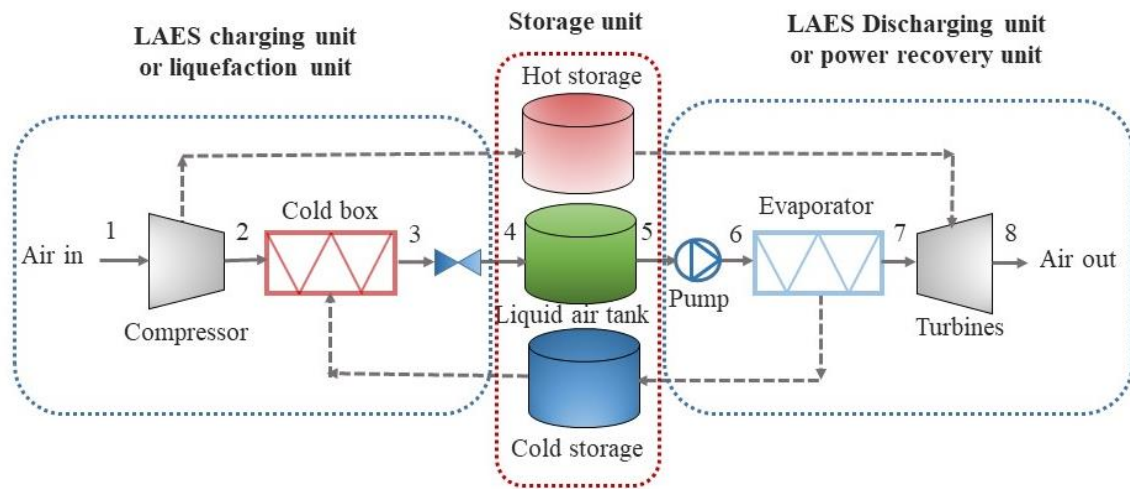 LAES charging unit
or liquefaction unit
Storage unit
LAES Discharging unit
or power recovery unit
Hot storage
Air in
1
2
Cold box
3
4
5
6
Evaporator
7
8
Air out
Compressor
Liquid air tank
Pump
Turbines
Cold storage